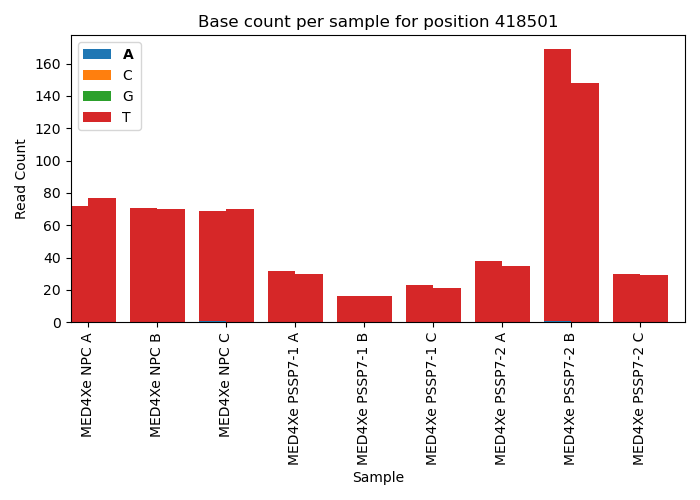 Base count per sample for position 418501
A
C
G
T
Read Count
160
140
120
100
80
60
40
20
0
MED4Xe NPC A
MED4Xe NPC B
MED4Xe NPC C
MED4Xe PSSP7-1 A
MED4Xe PSSP7-1 B
MED4Xe PSSP7-1 C
MED4Xe PSSP7-2 A
MED4Xe PSSP7-2 B
MED4Xe PSSP7-2 C
Sample